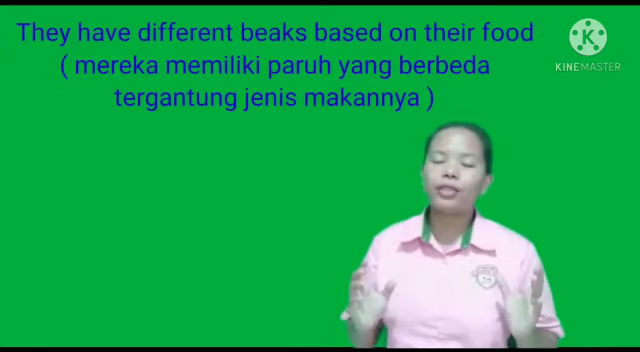 They have different beaks based on their food
( mereka memiliki paruh yang berbeda
tergantung jenis makannya )
KINEMASTER